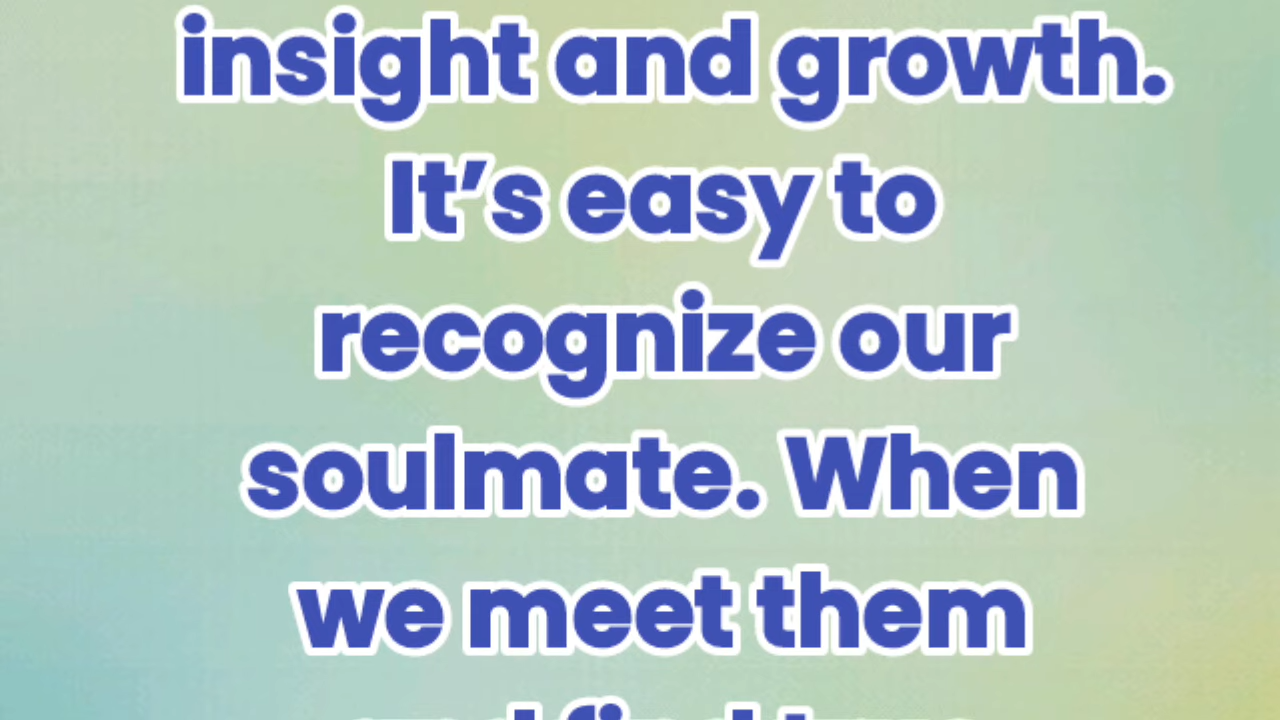 insight and growth.
It’s easy to
recognize our
soulmate. When
we meet them